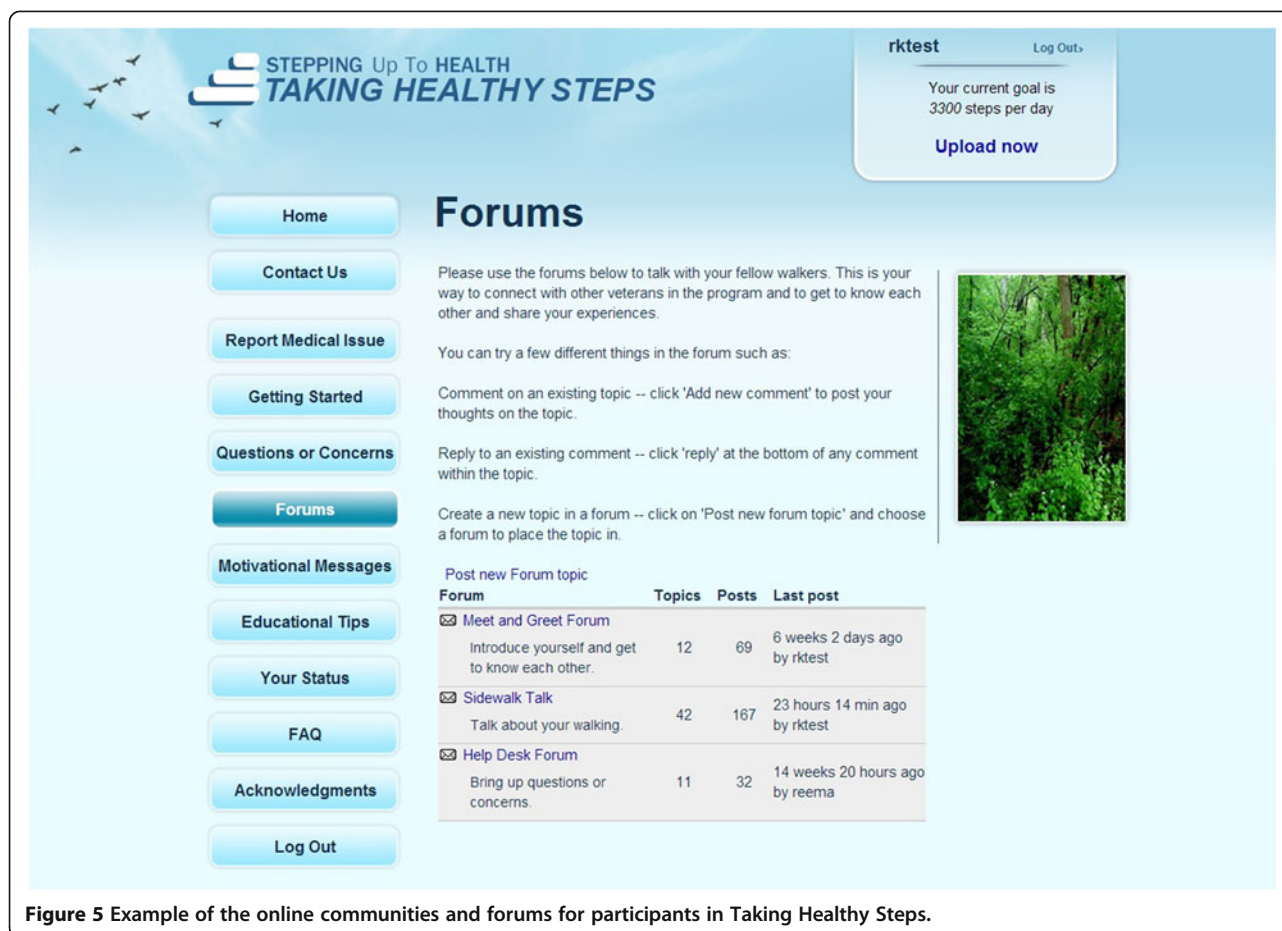 STEPPING Up To HEALTH
TAKING HEALTHY STEPS
rktest
Log Out>
Your current goal is
3300 steps per day
Upload now
Home
Contact Us
Report Medical Issue
Getting Started
Questions or Concerns
Forums
Motivational Messages
Educational Tips
Your Status
FAQ
Acknowledgments
Log Out
Forums
Please use the forums below to talk with your fellow walkers. This is your
way to connect with other veterans in the program and to get to know each
other and share your experiences.
You can try a few different things in the forum such as:
Comment on an existing topic -- click 'Add new comment' to post your
thoughts on the topic.
Reply to an existing comment -- click 'reply' at the bottom of any comment
within the topic.
Create a new topic in a forum -- click on 'Post new forum topic' and choose
a forum to place the topic in.
Post new Forum topic
Forum Topics Posts Last post
Meet and Greet Forum
Introduce yourself and get
to know each other.
12 69
6 weeks 2 days ago
by rktest
Sidewalk Talk
Talk about your walking.
42 167
23 hours 14 min ago
by rktest
Help Desk Forum
Bring up questions or
concerns.
11 32
14 weeks 20 hours ago
by reema
Figure 5 Example of the online communities and forums for participants in Taking Healthy Steps.